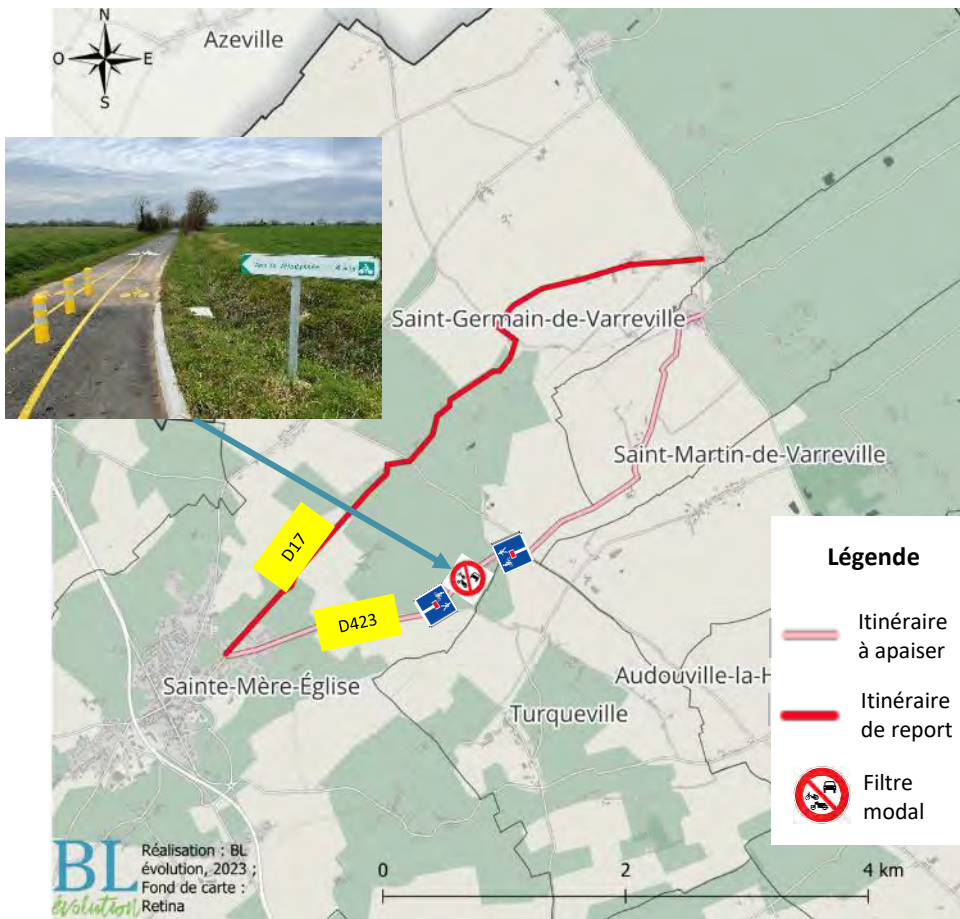 N
O
E
S
Azeville
Saint-Germain-de-Varreville
Saint-Martin-de-Varreville
D17
D423
Sainte-Mère-Église
Audouville-la-H
Turqueville
Légende
Itinéraire
à apaiser
Itinéraire
de report
Filtre
modal
BL
évolution
Réalisation : BL
évolution, 2023 ;
Fond de carte :
Retina
0
2
4 km